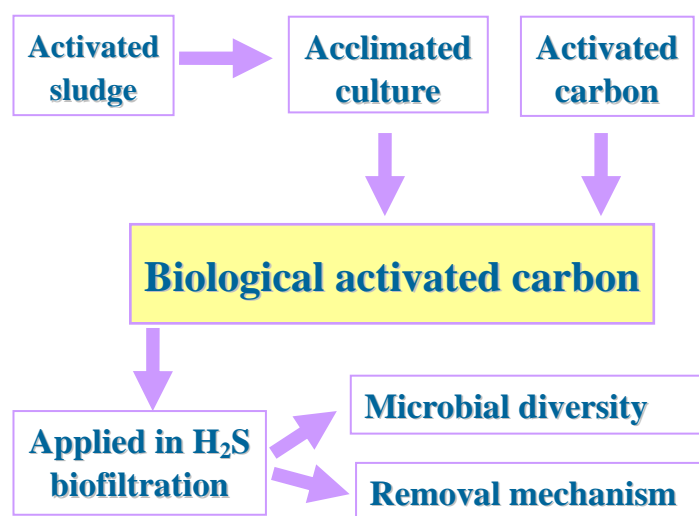 Activated
sludge
Acclimated
culture
Activated
carbon
Biological activated carbon
Applied in H₂S
biofiltration
Microbial diversity
Removal mechanism